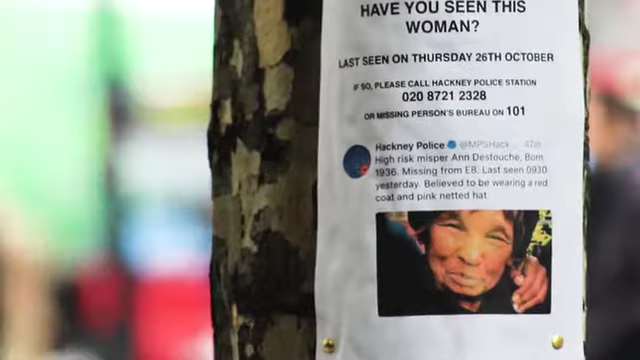 HAVE YOU SEEN THIS
WOMAN?
LAST SEEN ON THURSDAY 26TH OCTOBER
IF SO, PLEASE CALL HACKNEY POLICE STATION
020 8721 2328
OR MISSING PERSON'S BUREAU ON 101
Hackney Police @MPSHack... 47m
High risk misper Ann Destouche, Born
1936. Missing from E8. Last seen 0930
yesterday. Believed to be wearing a red
coat and pink netted hat